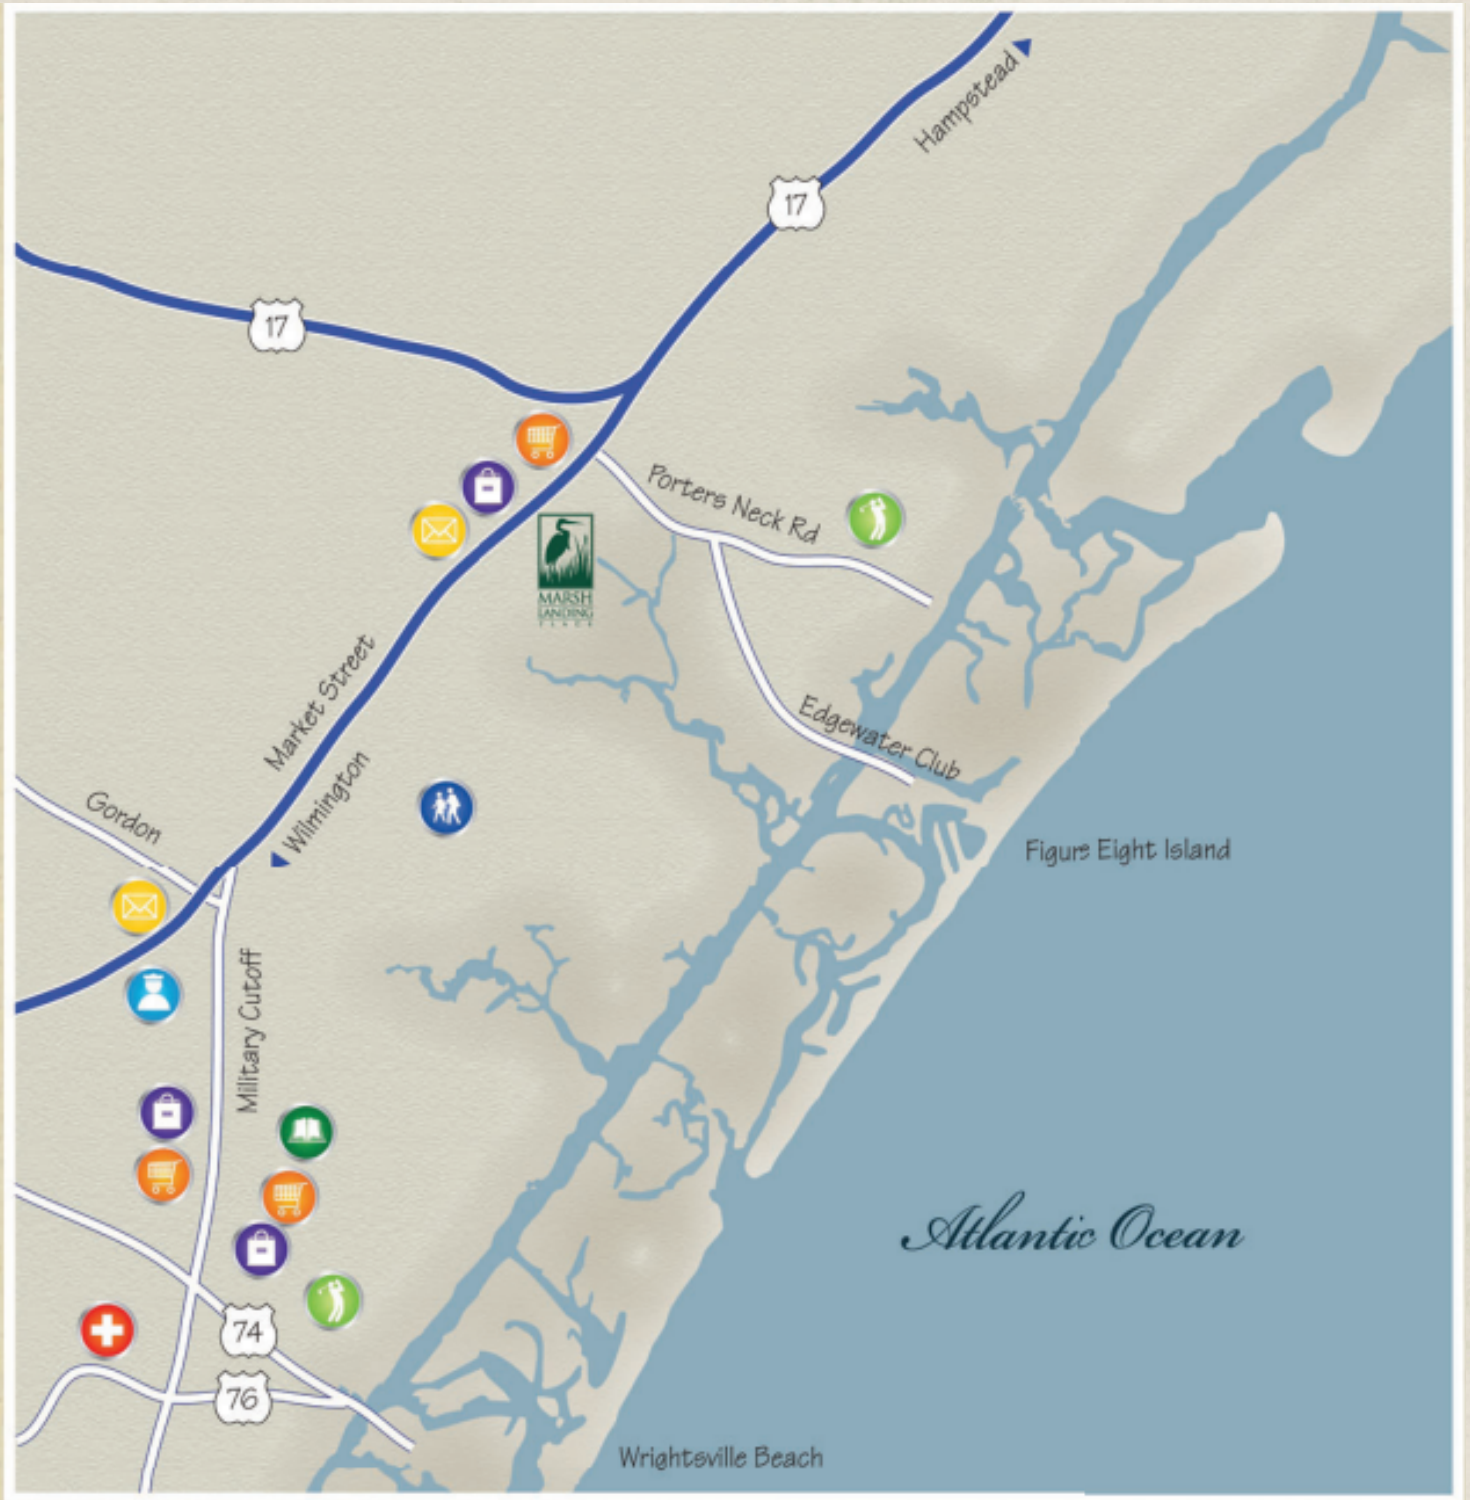 Hampstead
17
17
Porters Neck Rd
MARSH
LANDING
Market Street
Edgewater Club
Wilmington
Gordon
Figure Eight Island
Military Cutoff
Atlantic Ocean
74
76
Wrightsville Beach